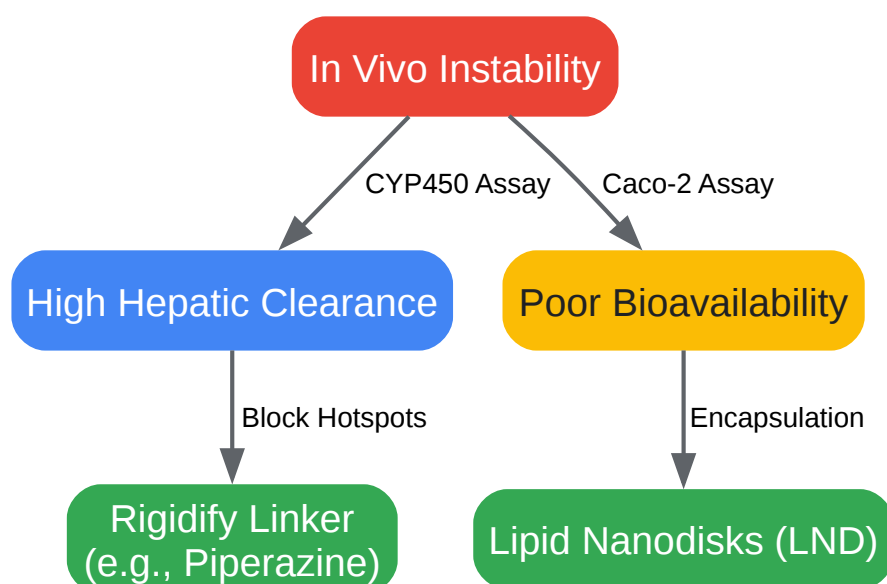 In Vivo Instability
CYP450 Assay
Caco-2 Assay
High Hepatic Clearance
Poor Bioavailability
Block Hotspots
Encapsulation
Rigidify Linker
(e.g., Piperazine)
Lipid Nanodisks (LND)